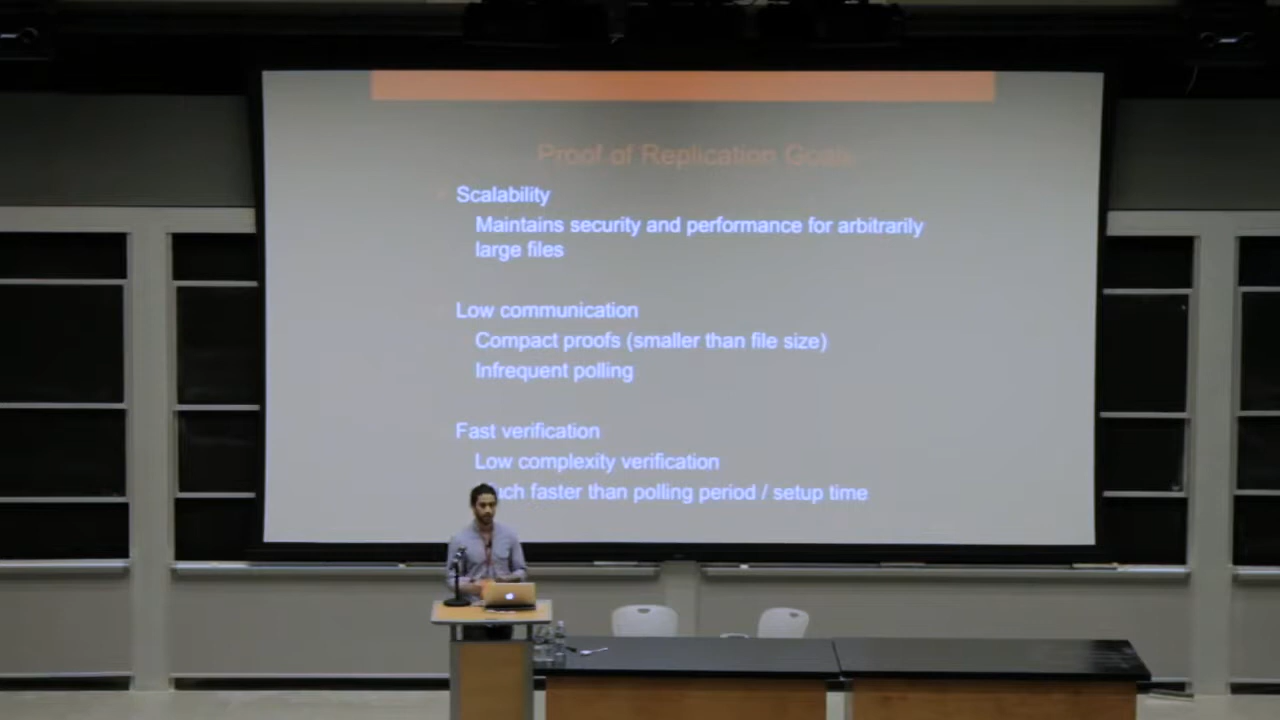 Proof of Replication Goals
Scalability
Maintains security and performance for arbitrarily
large files
Low communication
Compact proofs (smaller than file size)
Infrequent polling
Fast verification
Low complexity verification
faster than polling period / setup time